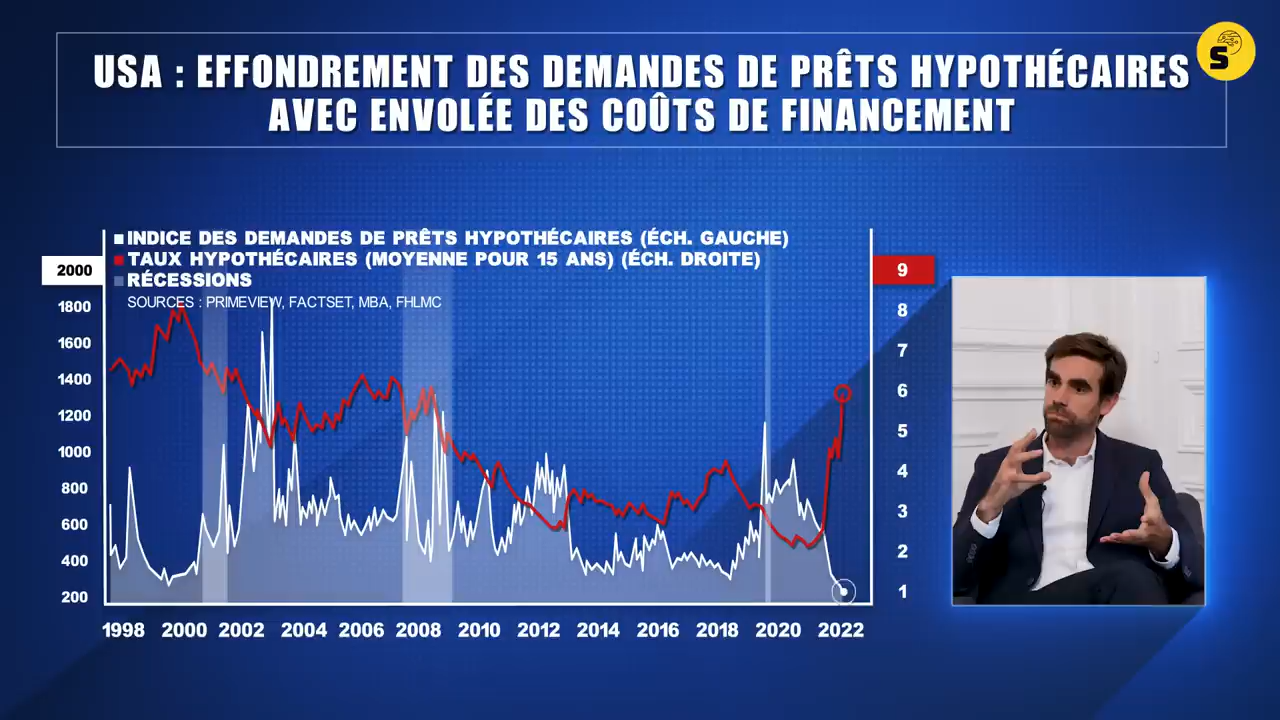 USA : EFFONDREMENT DES DEMANDES DE PRÊTS HYPOTHÉCAIRES
AVEC ENVOLÉE DES COÛTS DE FINANCEMENT
S
INDICE DES DEMANDES DE PRÊTS HYPOTHÉCAIRES (ÉCH. GAUCHE)
TAUX HYPOTHÉCAIRES (MOYENNE POUR 15 ANS) (ÉCH. DROITE)
RÉCESSIONS
SOURCES : PRIMEVIEW, FACTSET, MBA, FHLMC
2000
1800
1600
1400
1200
1000
800
600
400
200
9
8
7
6
5
4
3
2
1
1998 2000 2002 2004 2006 2008 2010 2012 2014 2016 2018 2020 2022